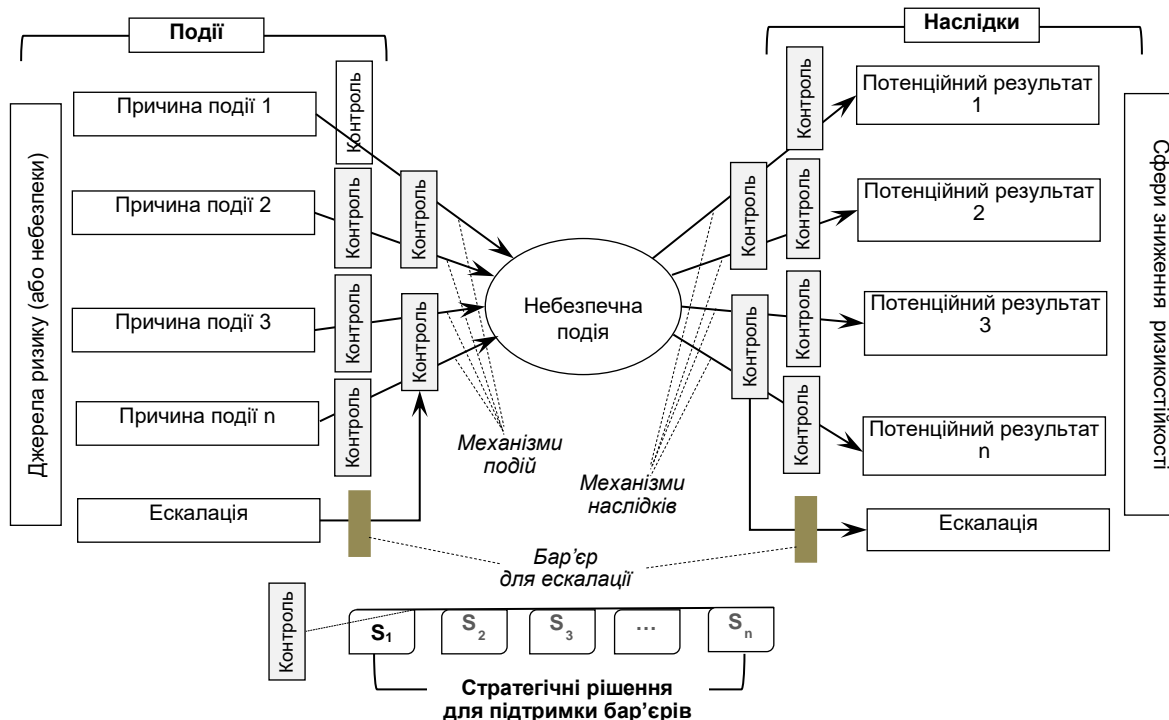 Події
Наслідки
Джерела ризику (або небезпеки)
Причина події 1
Причина події 2
Причина події 3
Причина події n
Ескалація
Контроль
Контроль
Контроль
Контроль
Контроль
Контроль
Небезпечна
подія
Механізми
подій
Механізми
наслідків
Контроль
Контроль
Контроль
Контроль
Контроль
Контроль
Потенційний результат
1
Потенційний результат
2
Потенційний результат
3
Потенційний результат
n
Ескалація
Сфери зниження ризикостійкості
Бар’єр
для ескалації
Контроль
S1
S2
S3
…
Sn
Стратегічні рішення
для підтримки бар’єрів